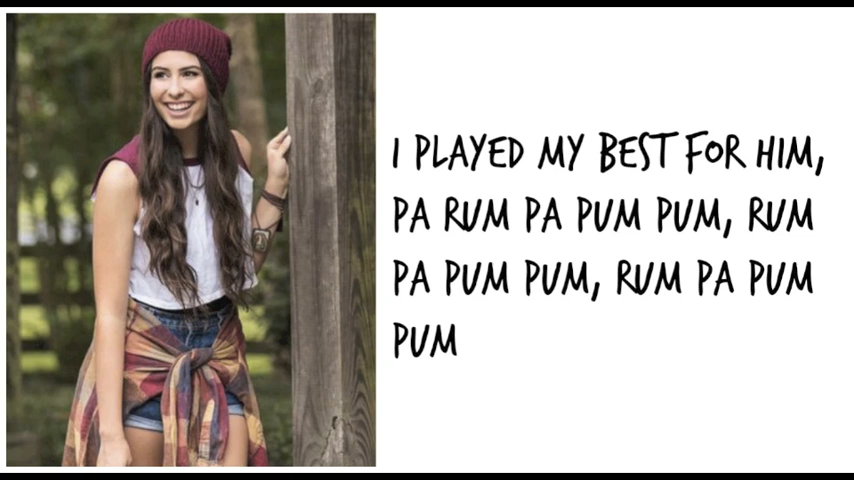 I PLAYED MY BEST FOR HIM,
PA RUM PA PUM PUM, RUM
PA PUM PUM, RUM PA PUM
PUM